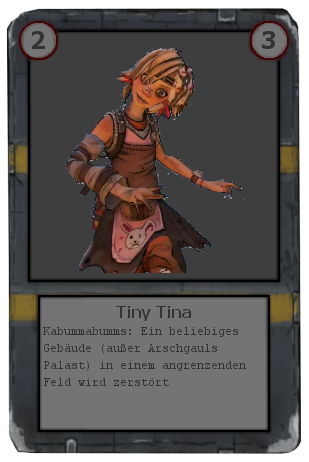 2
3
Tiny Tina
Kabummabumms: Ein beliebiges
Gebäude (außer Arschgauls
Palast) in einem angrenzenden
Feld wird zerstört